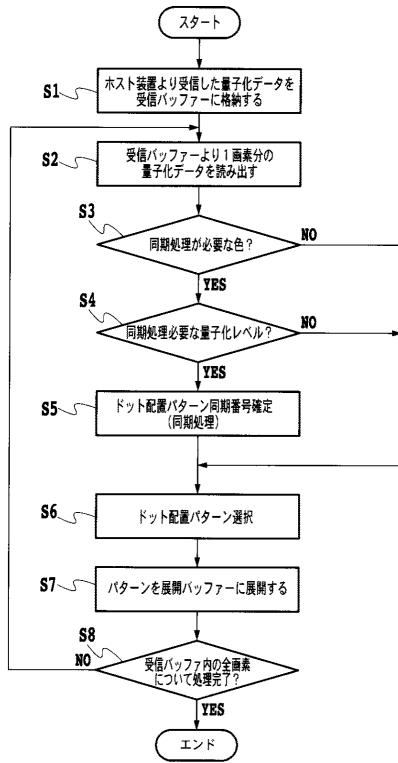 スタート
S1
ホスト装置より受信した量子化データを
受信バッファーに格納する
S2
受信バッファーより1画素分の
量子化データを読み出す
S3
同期処理が必要な色?
NO
YES
S4
同期処理必要な量子化レベル?
NO
YES
S5
ドット配置パターン同期番号確定
(同期処理)
S6
ドット配置パターン選択
S7
パターンを展開バッファーに展開する
S8
受信バッファ内の全画素
について処理完了?
NO
YES
エンド